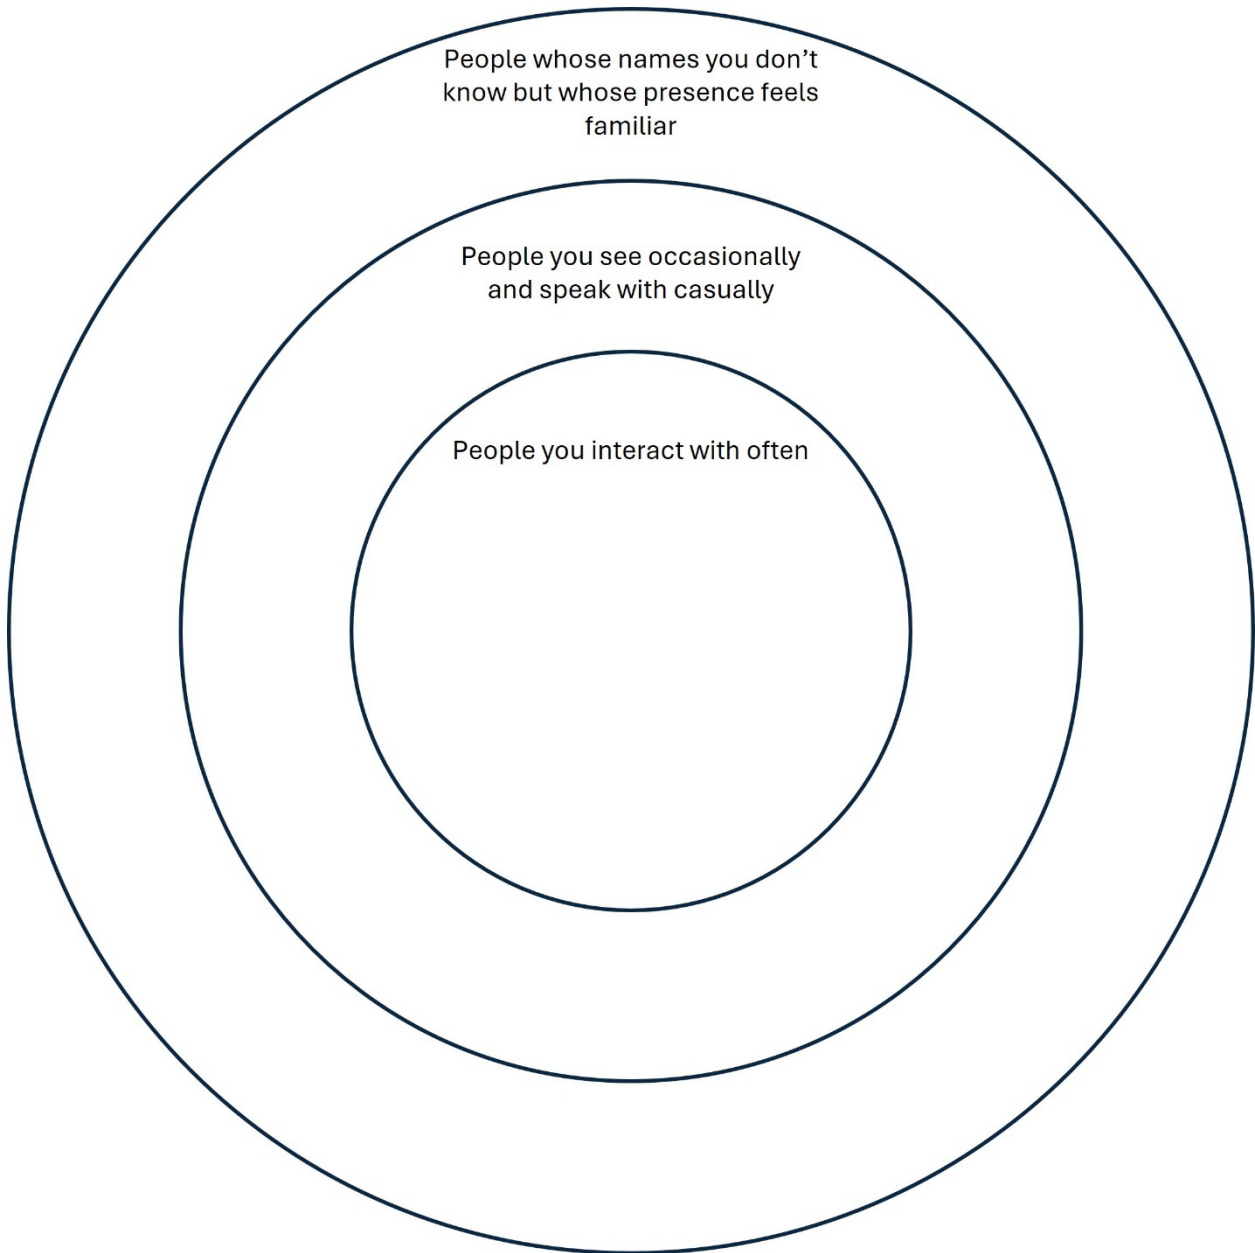 People whose names you don’t
know but whose presence feels
familiar
People you see occasionally
and speak with casually
People you interact with often